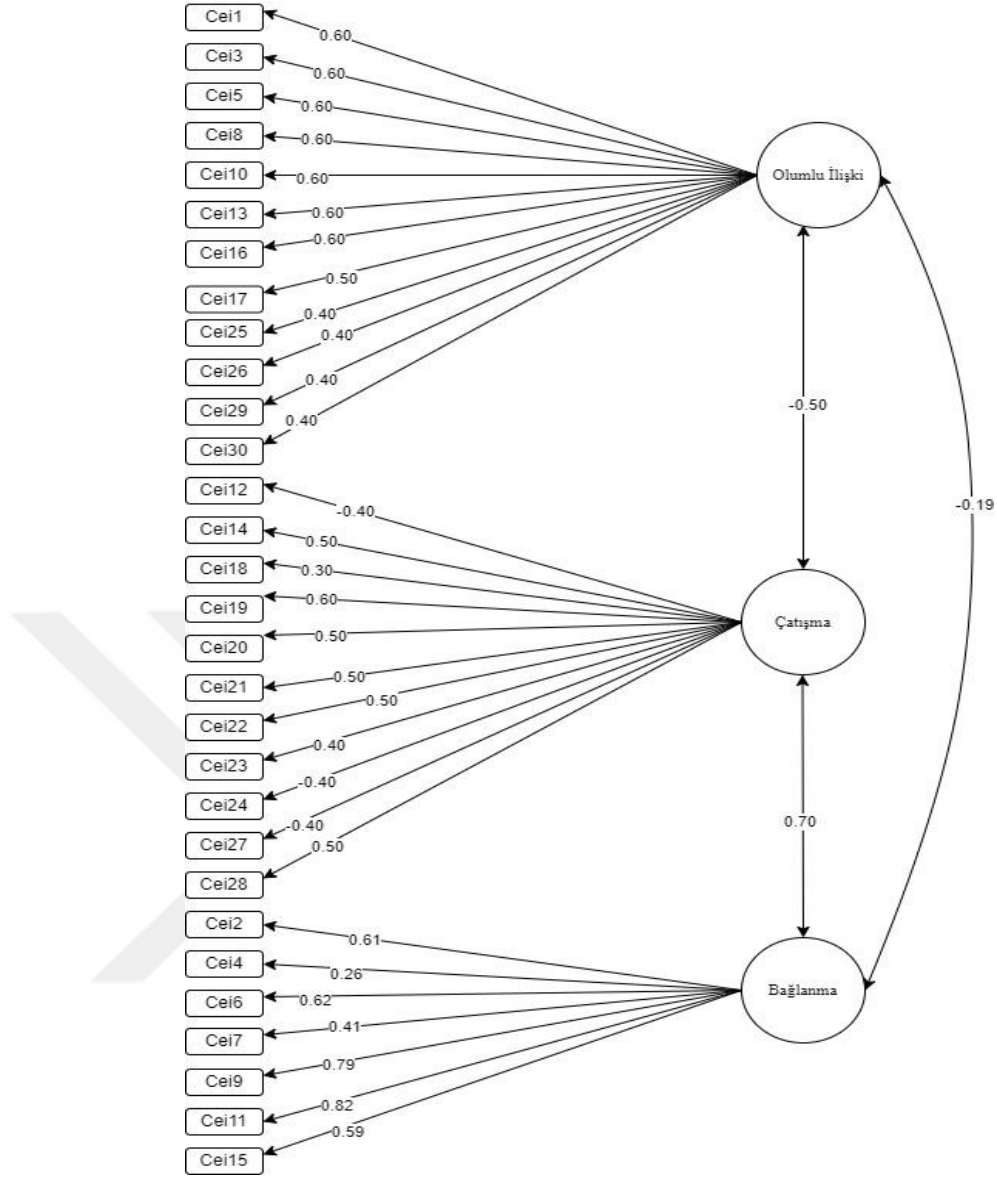 Cei1
0.60
Cei3
0.60
Cei5
0.60
Cei8
0.60
Cei10
0.60
Olumlu İlişki
Cei13
0.60
Cei16
0.60
Cei17
0.50
Cei25
0.40
Cei26
0.40
Cei29
0.40
Cei30
0.40
-0.50
-0.19
Cei12
-0.40
Cei14
0.50
Cei18
0.30
Cei19
0.60
Çatışma
Cei20
0.50
Cei21
0.50
Cei22
0.50
Cei23
0.40
Cei24
-0.40
Cei27
-0.40
0.70
Cei28
0.50
Cei2
0.61
Cei4
0.26
Cei6
0.62
Bağlanma
Cei7
0.41
Cei9
0.79
Cei11
0.82
Cei15
0.59